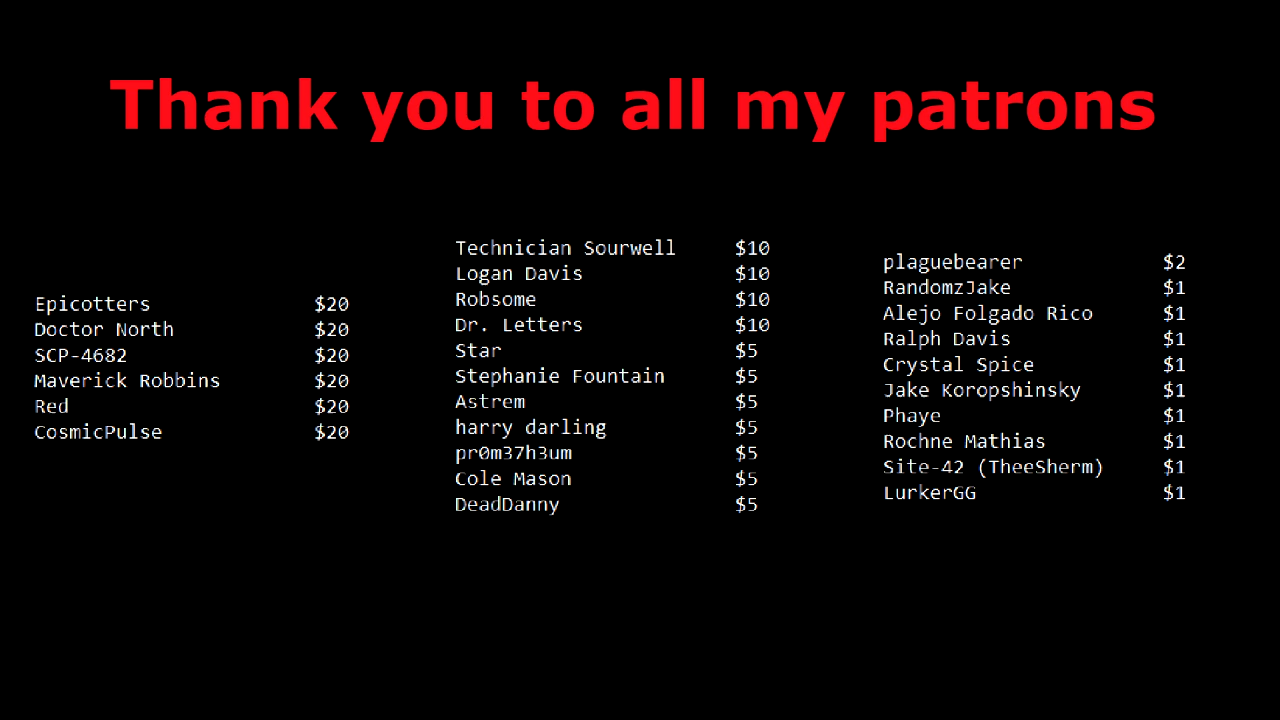 Thank you to all my patrons
Epicotters $20
Doctor North $20
SCP-4682 $20
Maverick Robbins $20
Red $20
CosmicPulse $20
Technician Sourwell $10
Logan Davis $10
Robsome $10
Dr. Letters $10
Star $5
Stephanie Fountain $5
Astrem $5
harry darling $5
pr0m37h3um $5
Cole Mason $5
DeadDanny $5
plaguebearer $2
RandomzJake $1
Alejo Folgado Rico $1
Ralph Davis $1
Crystal Spice $1
Jake Koropshinsky $1
Phaye $1
Rochne Mathias $1
Site-42 (TheeSherm) $1
LurkerGG $1